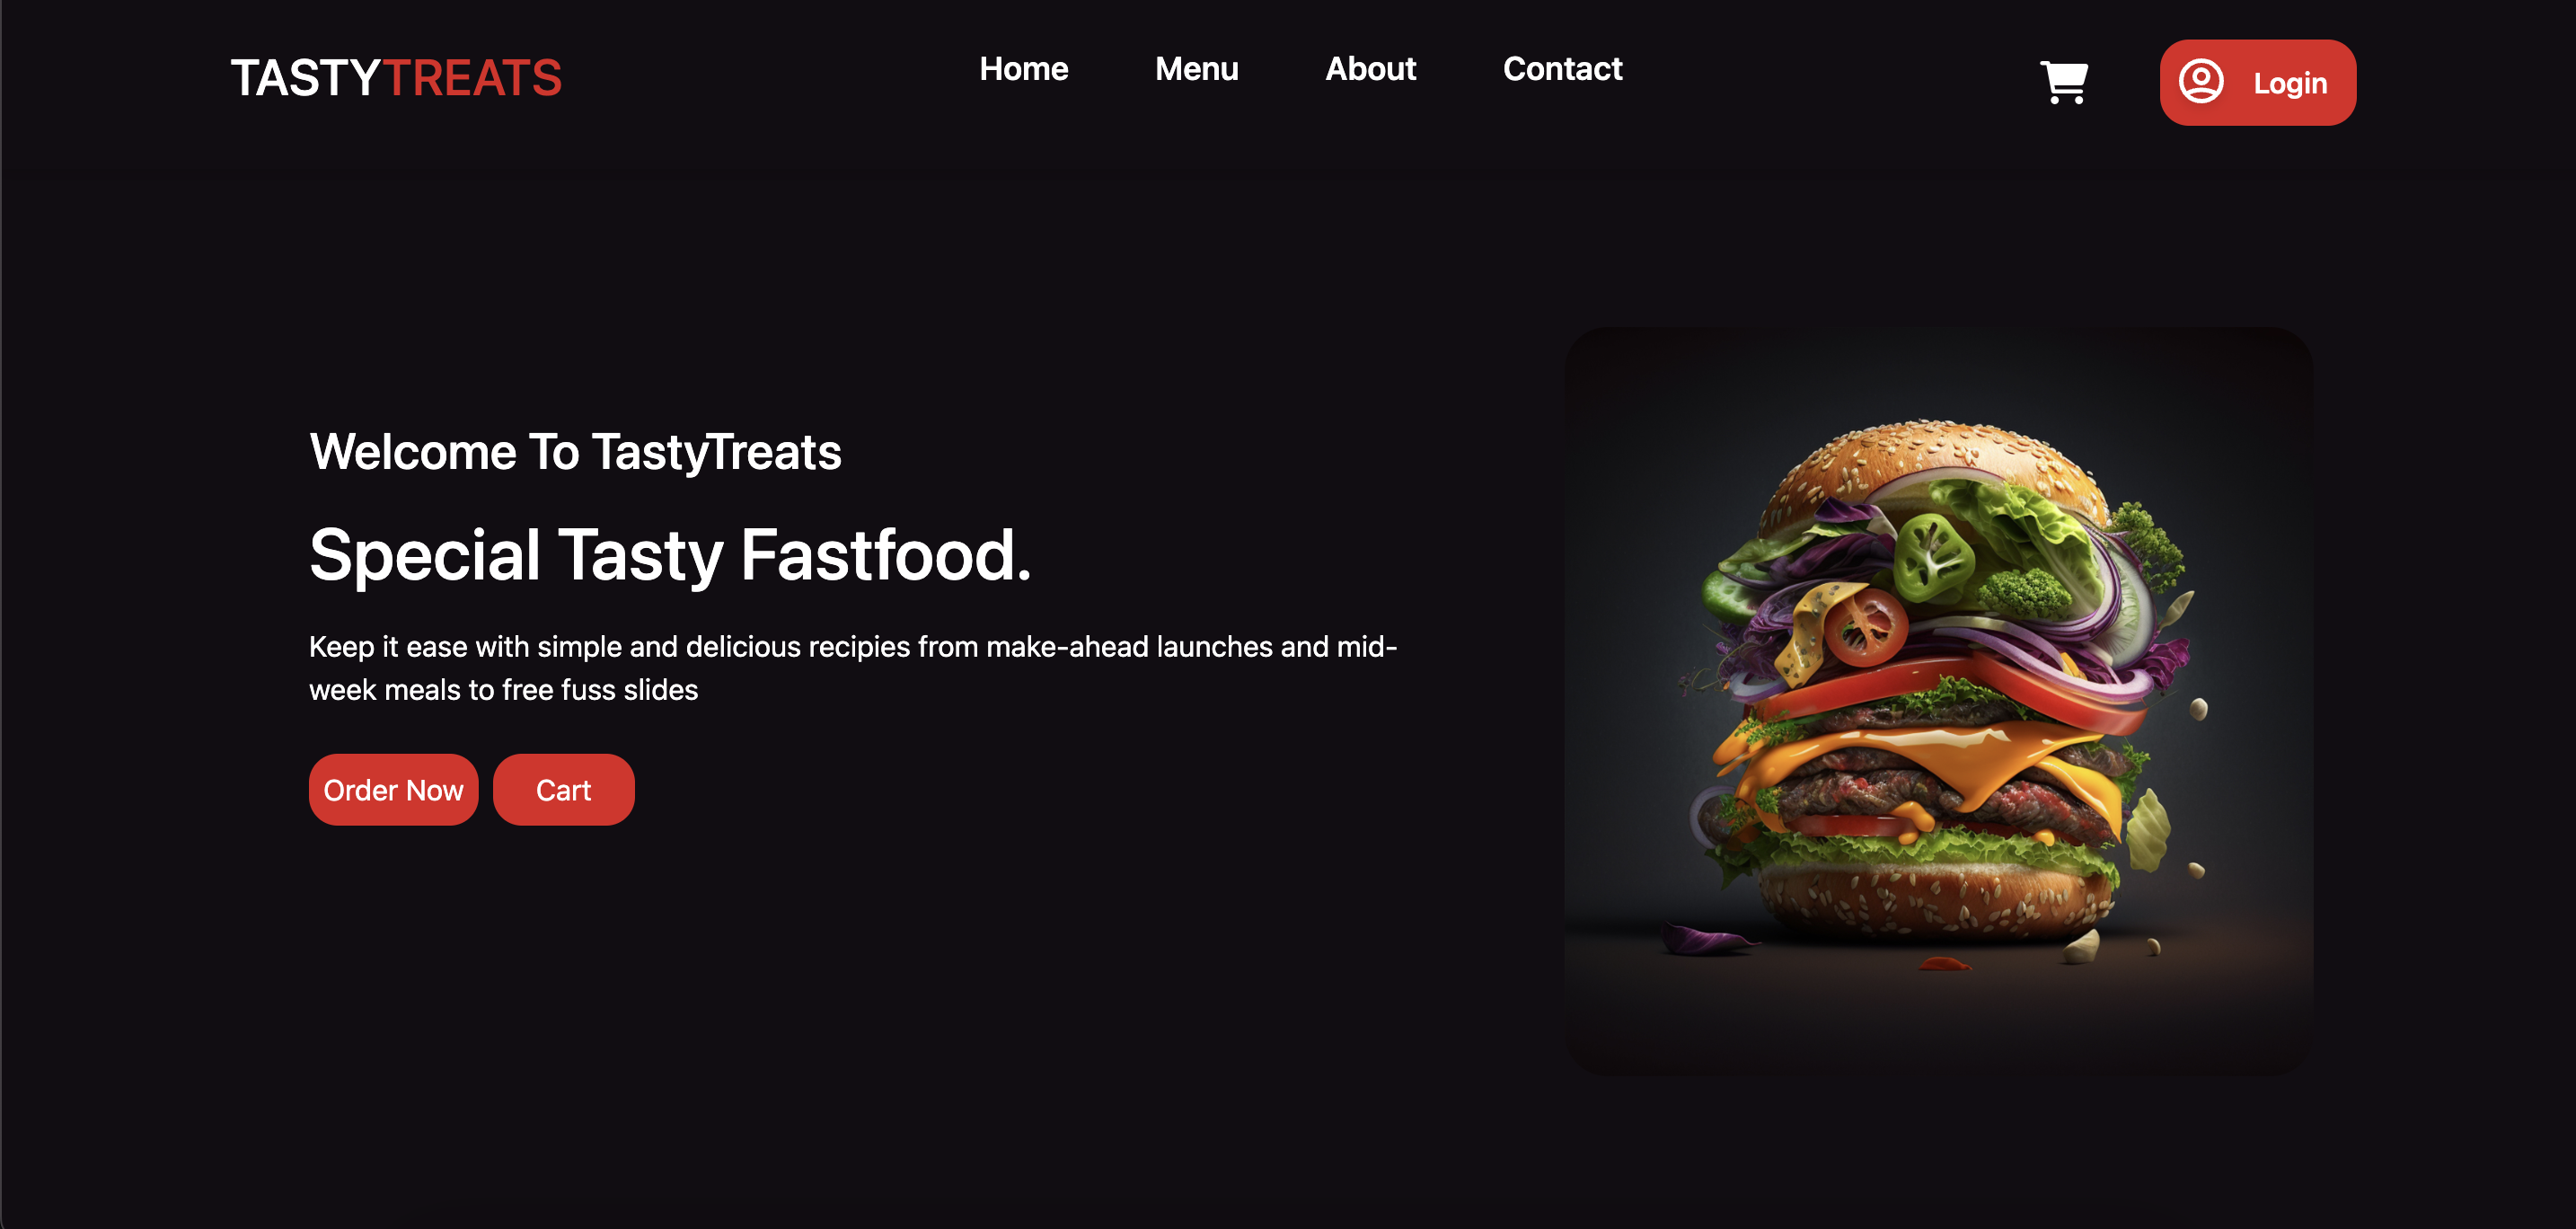 TASTYTREATS
Home
Menu
About
Contact
Login
Welcome To TastyTreats
Special Tasty Fastfood.
Keep it ease with simple and delicious recipies from make-ahead launches and mid-
week meals to free fuss slides
Order Now
Cart